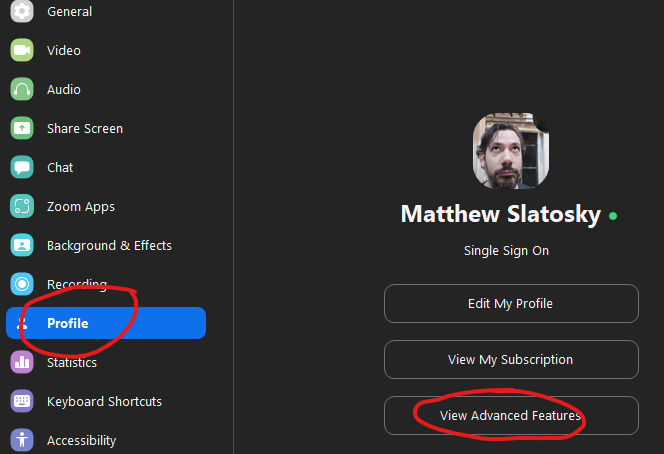 General
Video
Audio
Share Screen
Chat
Zoom Apps
Background & Effects
Recording
Profile
Statistics
Keyboard Shortcuts
Accessibility
Matthew Slatosky
Single Sign On
Edit My Profile
View My Subscription
View Advanced Features